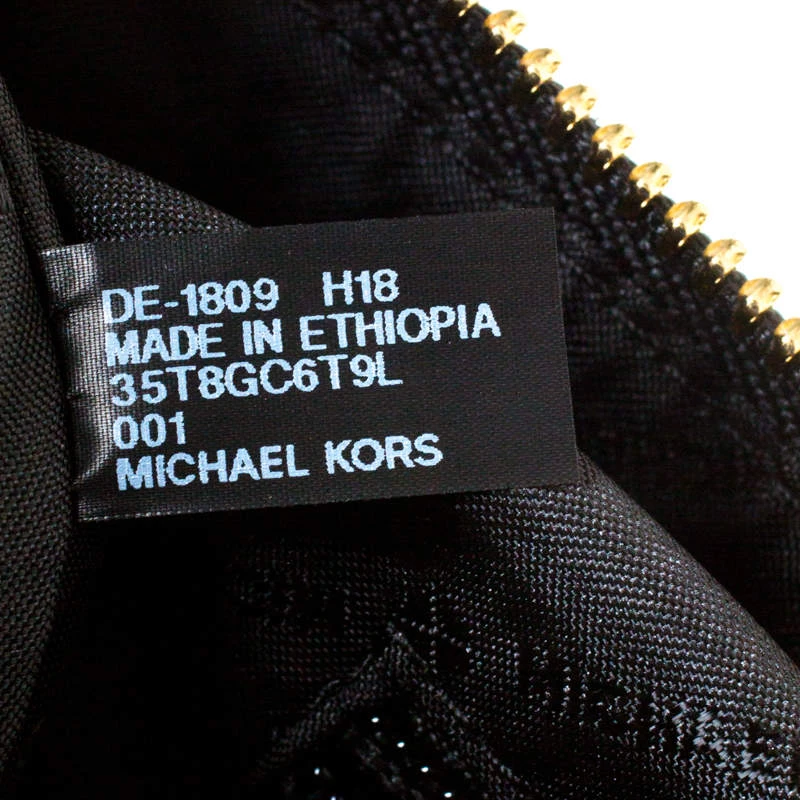 DE-1809 H18
MADE IN ETHIOPIA
35T8GC6T9L
001
MICHAEL KORS